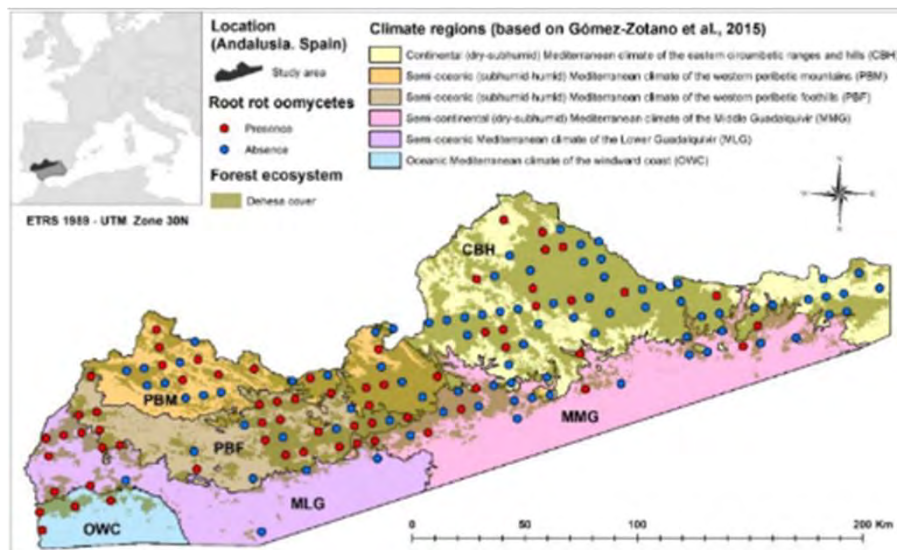 Location
(Andalusia. Spain)
Study area
Root rot oomycetes
Presence
Absence
Forest ecosystem
Dehesa cover
ETRS 1989 - UTM Zone 30N
Climate regions (based on Gómez-Zotano et al., 2015)
Continental (dry-subhumid) Mediterranean climate of the eastern circumbetic ranges and hills (CBH)
Semi-oceanic (subhumid-humid) Mediterranean climate of the western peribetic mountains (PBM)
Semi-oceanic (subhumid-humid) Mediterranean climate of the western peribetic foothills (PBF)
Semi-continental (dry-subhumid) Mediterranean climate of the Middle Guadalquivir (MMG)
Semi-oceanic Mediterranean climate of the Lower Guadalquivir (MLG)
Oceanic Mediterranean climate of the windward coast (OWC)
CBH
PBM
MMG
PBF
MLG
OWC
0 50 100 200 Km